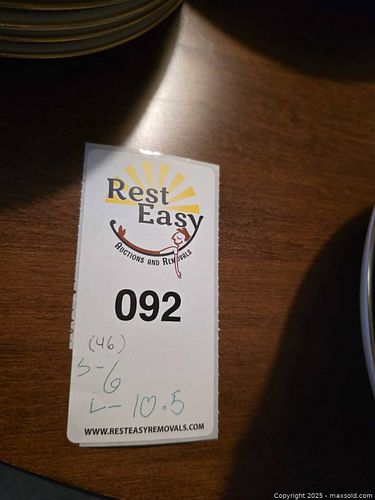 Rest
Easy
AUCTIONS AND REMOVALS
092
(46)
S-6
L- 10.5
WWW.RESTEASYREMOVALS.COM
Copyright 2025 - maxsold.com